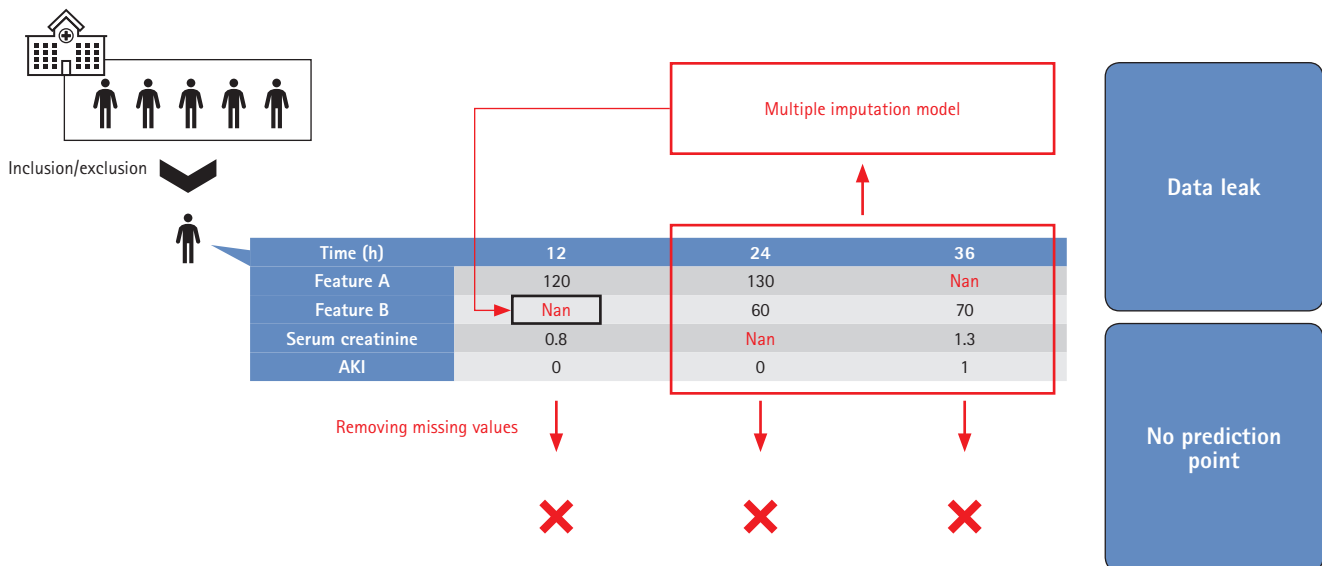 Multiple imputation model
Inclusion/exclusion
Data leak
Time (h) 12 24 36
Feature A 120 130 Nan
Feature B Nan 60 70
Serum creatinine 0.8 Nan 1.3
AKI 0 0 1
Removing missing values
No prediction
point